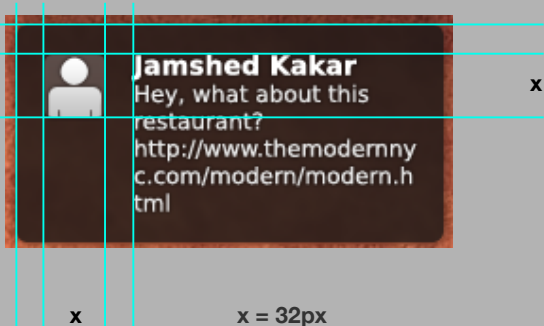 Jamshed Kakar
Hey, what about this
restaurant?
http://www.themodernny
c.com/modern/modern.h
tml
x
x
x = 32px